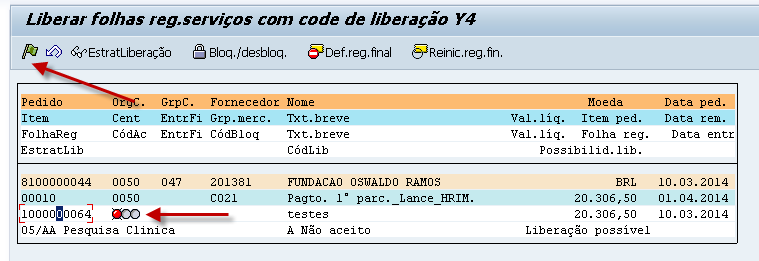 Liberar folhas reg.serviços com code de liberação Y4
EstratLiberação Bloq./desbloq. Def.reg.final Reinic.reg.fin.
Pedido OrgC. GrpC. Fornecedor Nome Moeda Data ped.
Item Cent EntrFi Grp.merc. Txt.breve Val.líq. Item ped. Data rem.
FolhaReg CódAc EntrFi CódBloq Txt.breve Val.líq. Folha reg. Data entr
EstratLib CódLib Possibilid.lib.
8100000044 0050 047 201381 FUNDACAO OSWALDO RAMOS BRL 10.03.2014
00010 0050 C021 Pagto. 1° parc._Lance_HRIM. 20.306,50 01.04.2014
1000000064 testes 20.306,50 10.03.2014
05/AA Pesquisa Clinica A Não aceito Liberação possível